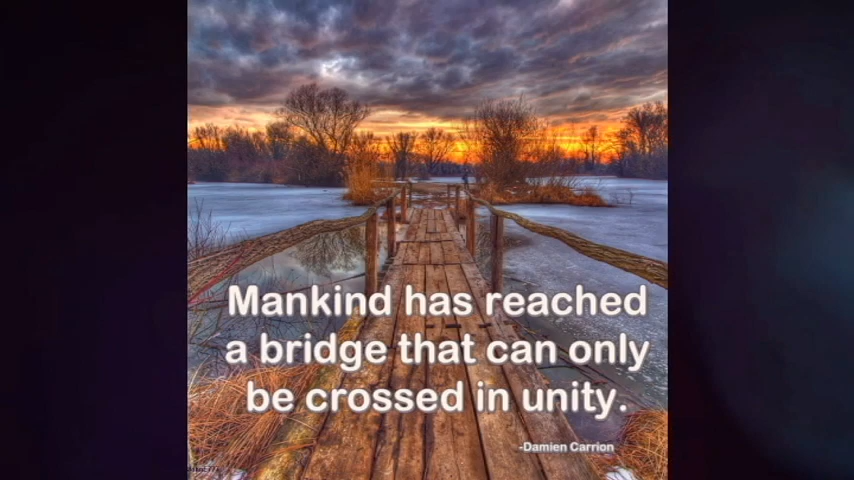 Mankind has reached
a bridge that can only
be crossed in unity.
-Damien Carrion